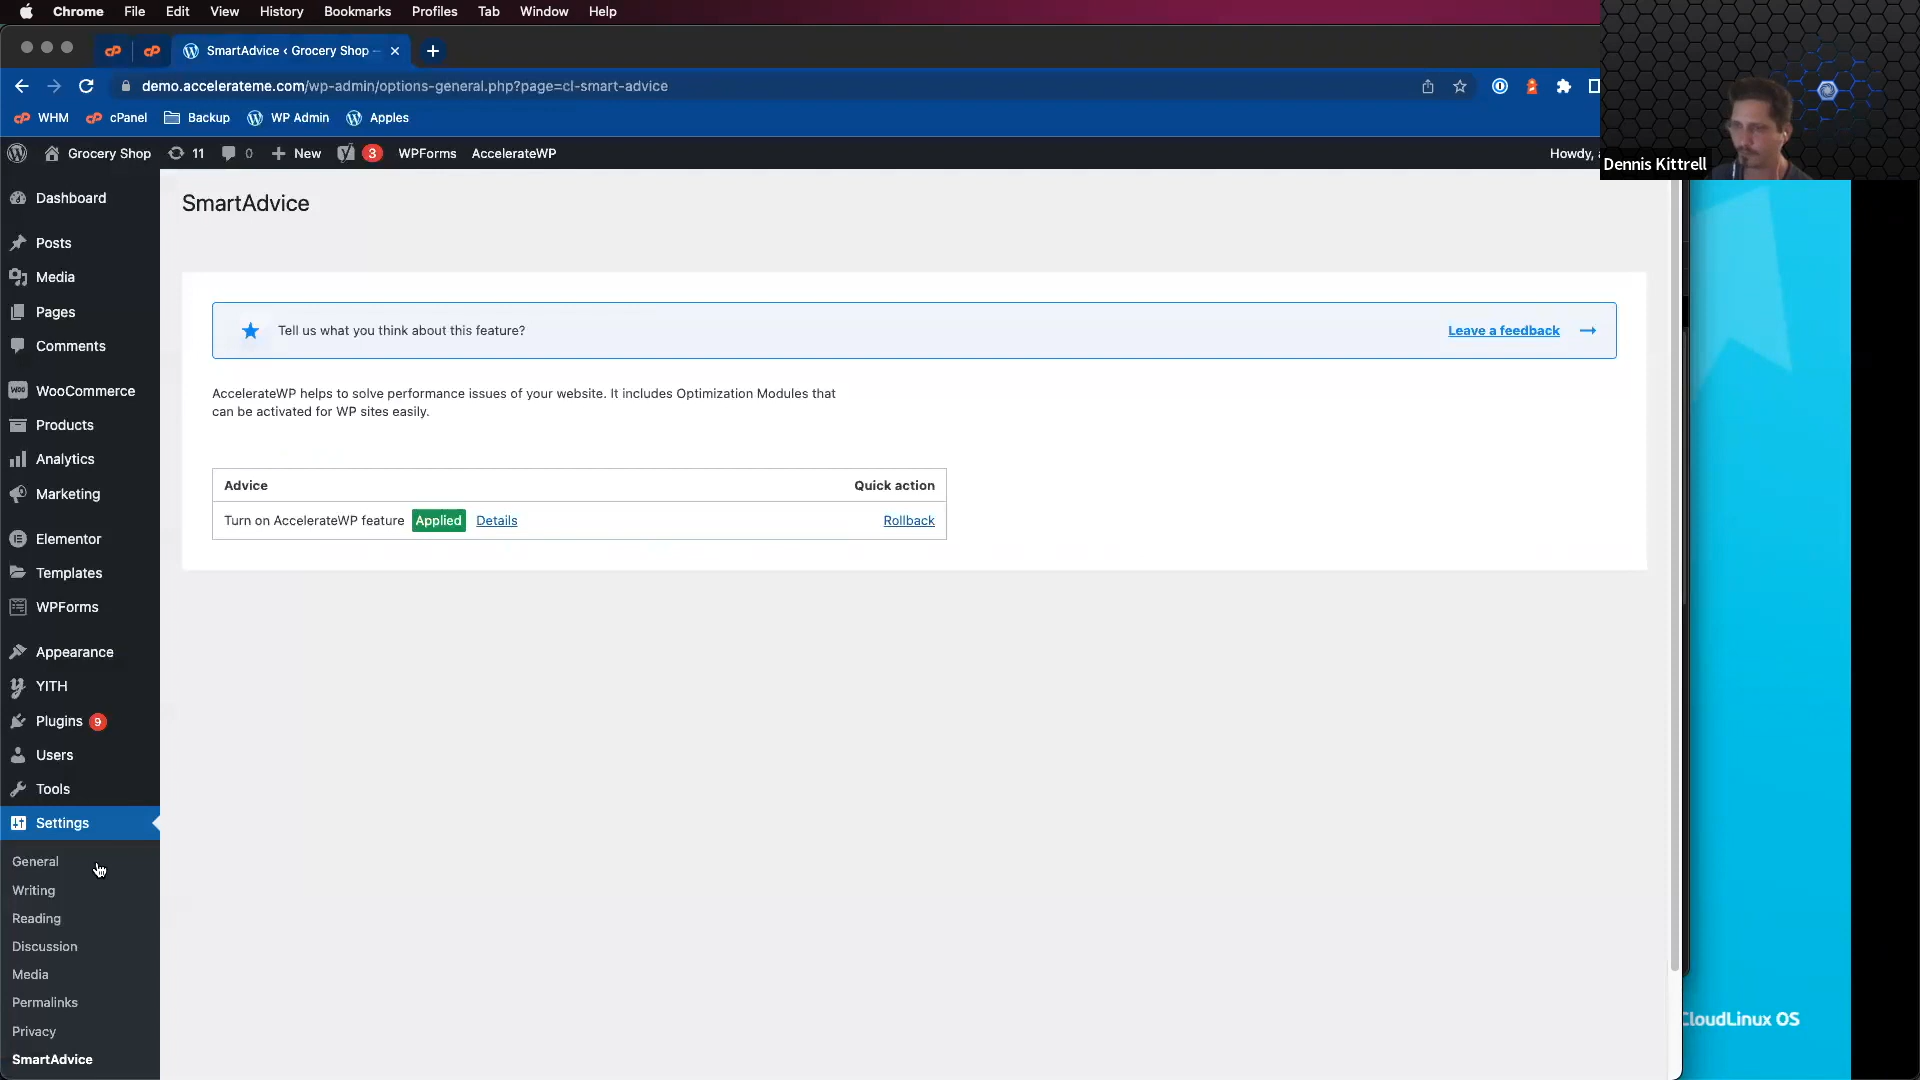 Chrome File Edit View History Bookmarks Profiles Tab Window Help
SmartAdvice ‹ Grocery Shop –
demo.accelerateme.com/wp-admin/options-general.php?page=cl-smart-advice
WHM cPanel Backup WP Admin Apples
Grocery Shop 11 0 New 3 WPForms AccelerateWP Howdy,
Dennis Kittrell
Dashboard
Posts
Media
Pages
Comments
WooCommerce
Products
Analytics
Marketing
Elementor
Templates
WPForms
Appearance
YITH
Plugins 9
Users
Tools
Settings
General
Writing
Reading
Discussion
Media
Permalinks
Privacy
SmartAdvice
SmartAdvice
Tell us what you think about this feature? Leave a feedback →
AccelerateWP helps to solve performance issues of your website. It includes Optimization Modules that
can be activated for WP sites easily.
Advice Quick action
Turn on AccelerateWP feature Applied Details Rollback
CloudLinux OS